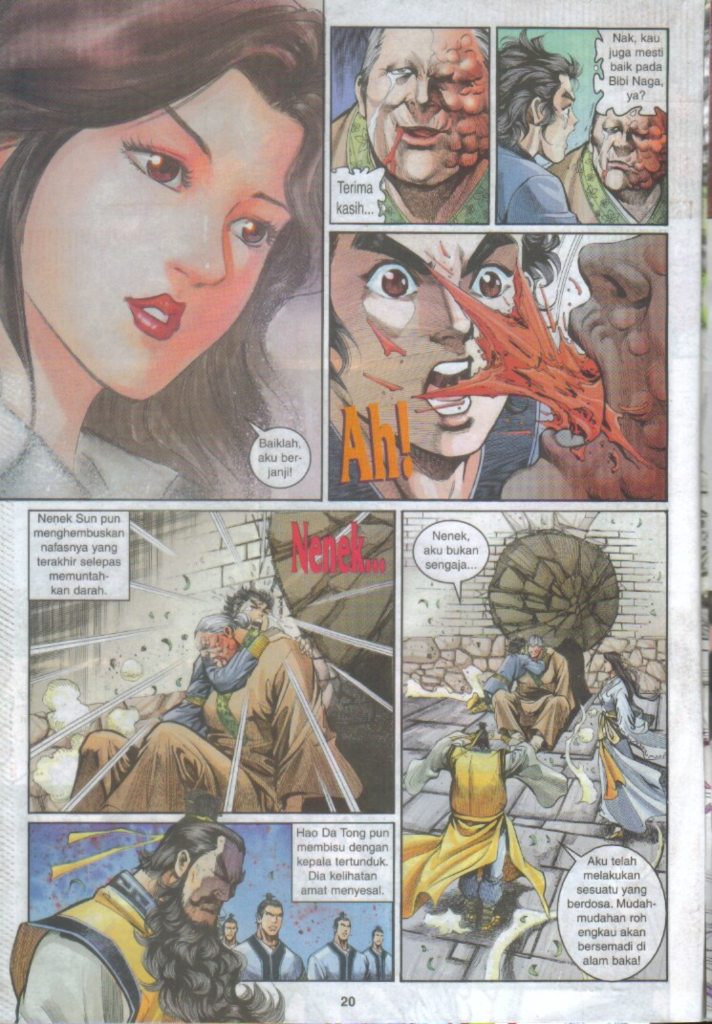 Baiklah,
aku ber-
janji!
Terima
kasih...
Nak, kau
juga mesti
baik pada
Bibi Naga,
ya?
Ah!
Nenek Sun pun
menghembuskan
nafasnya yang
terakhir selepas
memuntah-
kan darah.
Nenek...
Nenek,
aku bukan
sengaja...
Aku telah
melakukan
sesuatu yang
berdosa. Mudah-
mudahan roh
engkau akan
bersemadi di
alam baka!
Hao Da Tong pun
membisu dengan
kepala tertunduk.
Dia kelihatan
amat menyesal.
20